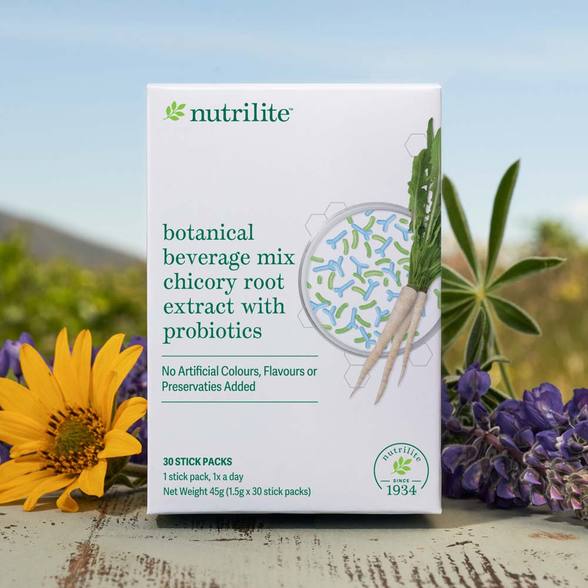 nutrilite™
botanical
beverage mix
chicory root
extract with
probiotics
No Artificial Colours, Flavours or
Preservaties Added
30 STICK PACKS
1 stick pack, 1x a day
Net Weight 45g (1.5g x 30 stick packs)
nutrilite
SINCE
1934